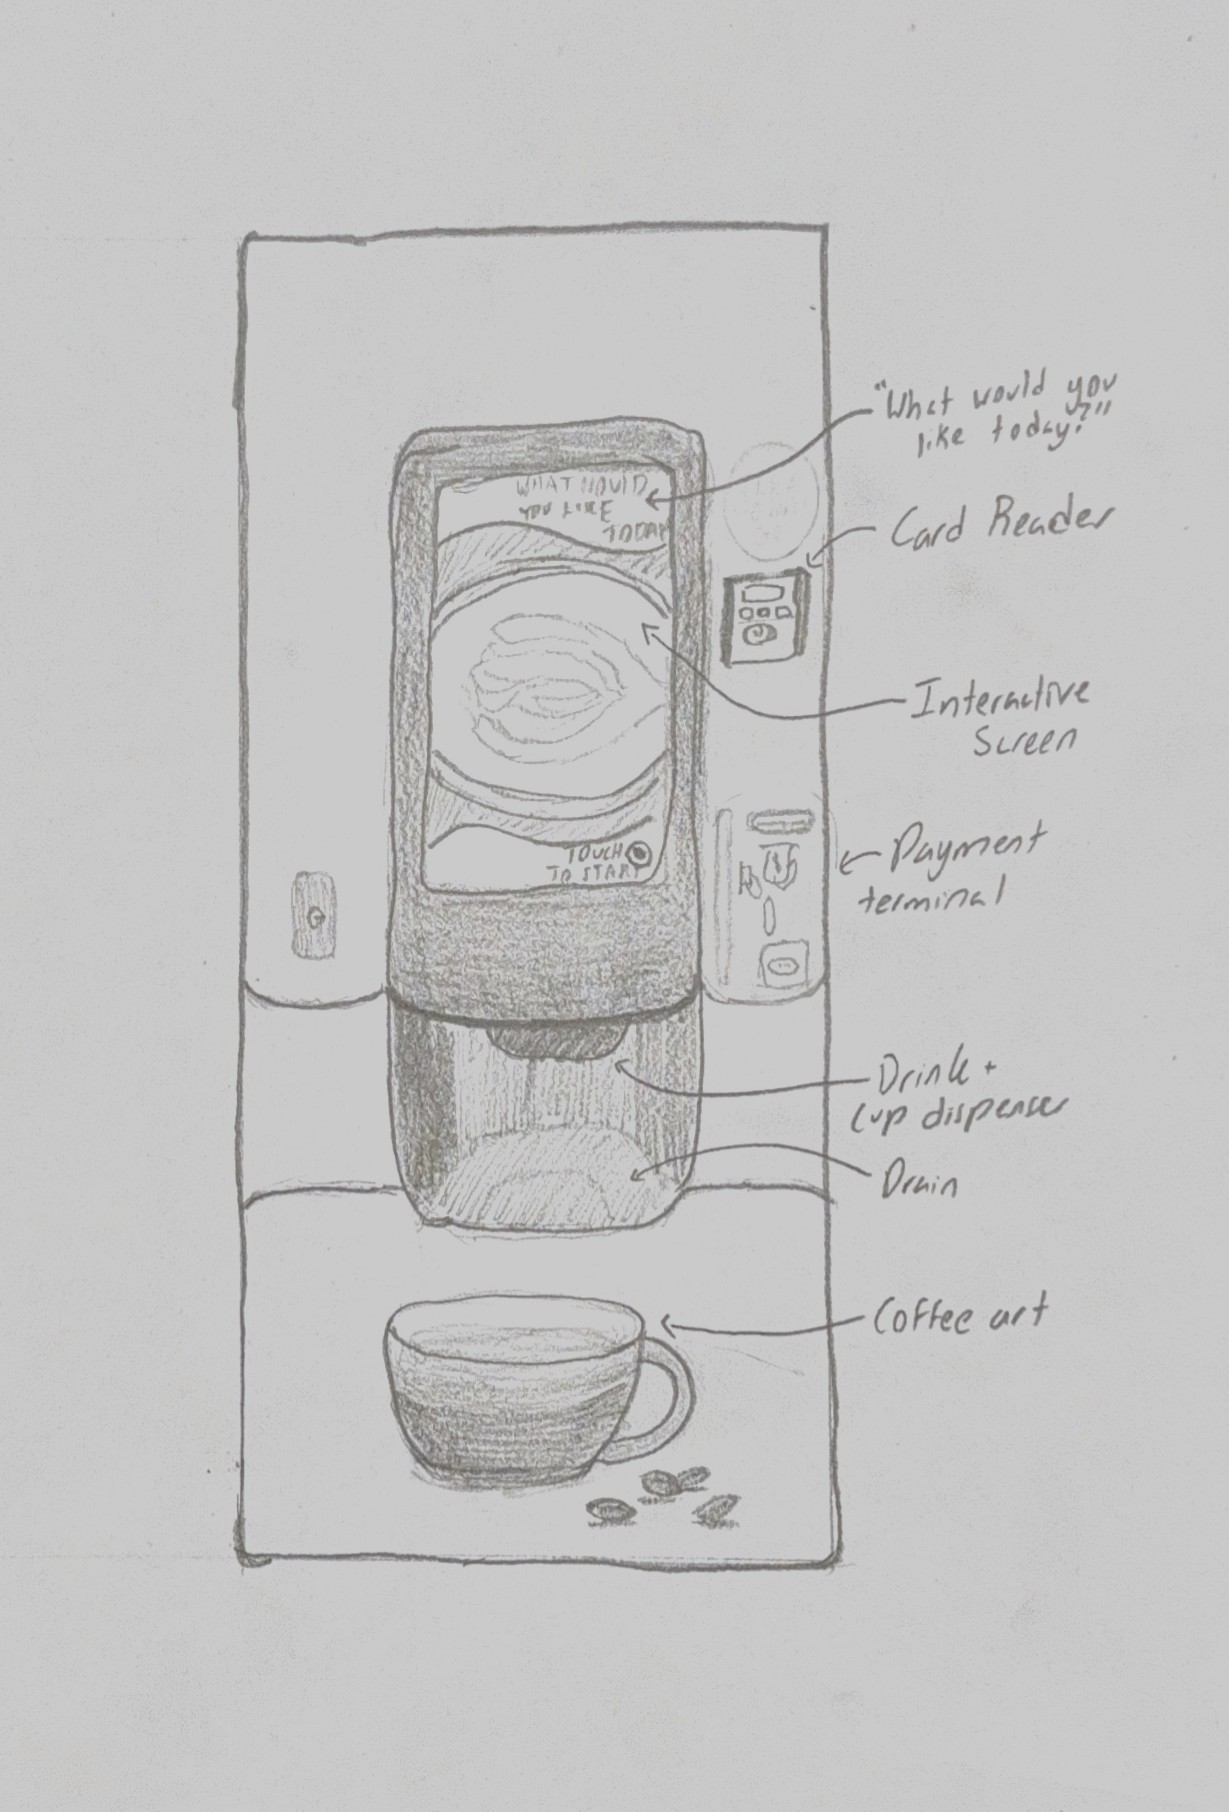 "What would you
like today?"
WHAT WOULD
YOU LIKE
TODAY
Card Reader
Interactive
Screen
Payment
terminal
TOUCH
TO START
Drink +
Cup dispenser
Drain
Coffee art